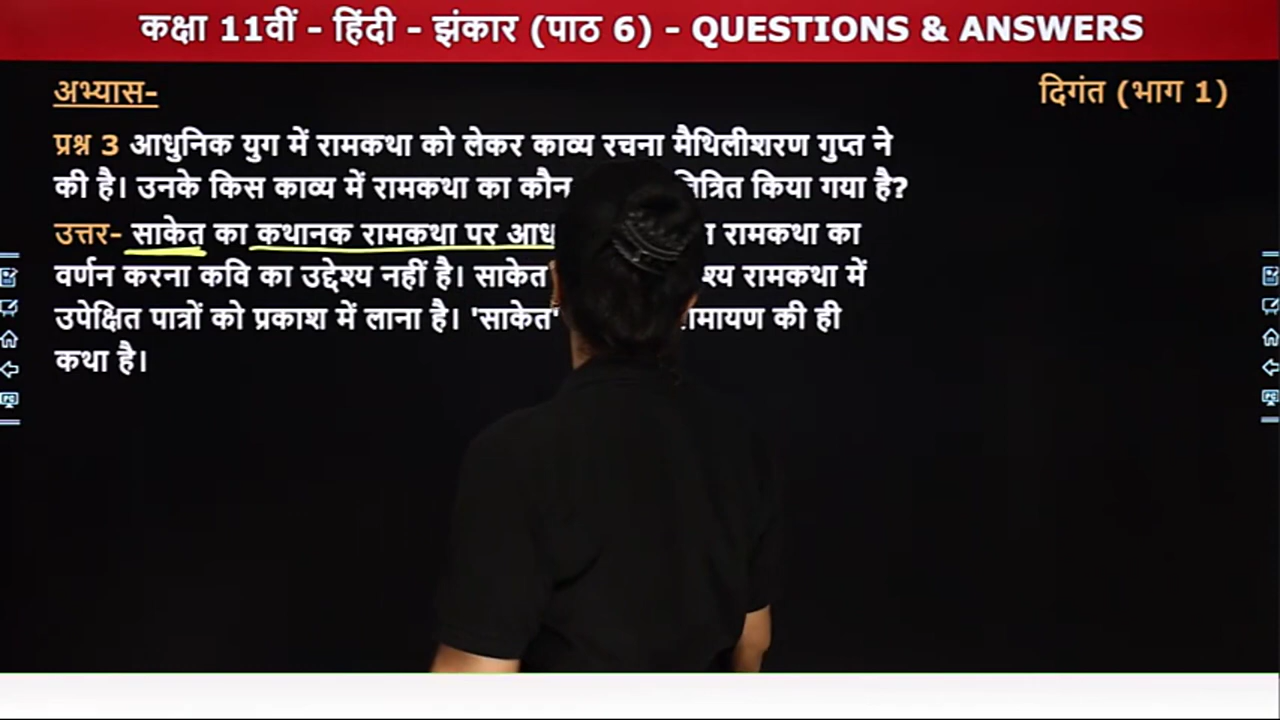 कक्षा 11वीं - हिंदी - झंकार (पाठ 6) - QUESTIONS & ANSWERS
अभ्यास-
दिगंत (भाग 1)
प्रश्न 3 आधुनिक युग में रामकथा को लेकर काव्य रचना मैथिलीशरण गुप्त ने
की है। उनके किस काव्य में रामकथा का कौन किया गया है?
उत्तर- साकेत का कथानक रामकथा पर रामकथा का
वर्णन करना कवि का उद्देश्य नहीं है। साकेत रामकथा में
उपेक्षित पात्रों को प्रकाश में लाना है। 'साकेत' की ही
कथा है।